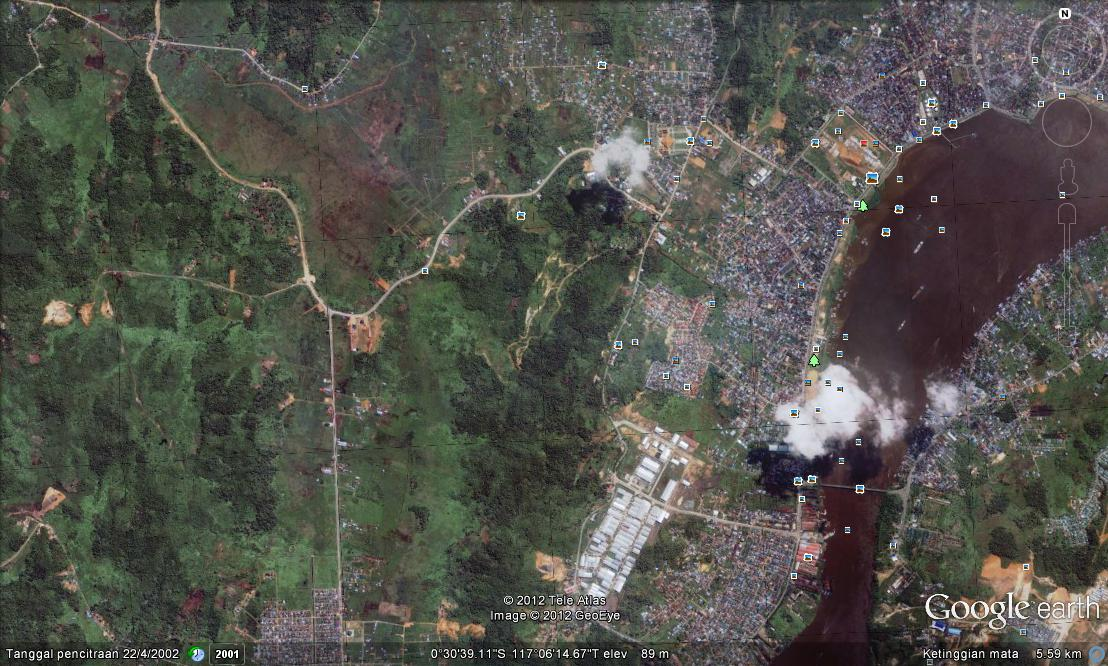 N
© 2012 Tele Atlas
Image © 2012 GeoEye
Google earth
Tanggal pencitraan 22/4/2002 2001 0°30'39.11"S 117°06'14.67"T elev 89 m Ketinggian mata 5.59 km